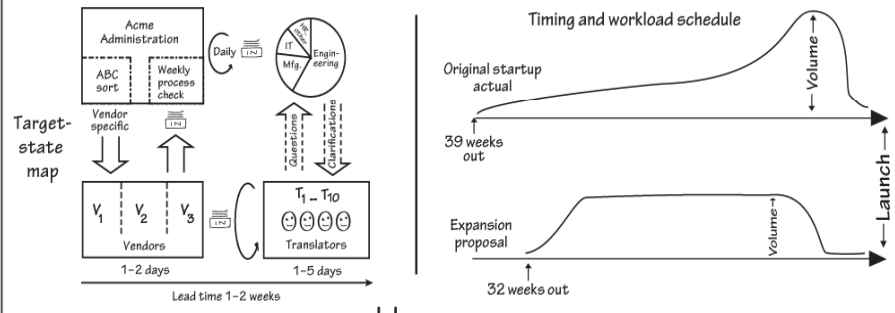 Acme
Administration
ABC
sort
Weekly
process
check
Vendor
specific
IN
Daily
IN
HR,
other
IT
Mfg.
Engin-
eering
Target-
state
map
Questions
Clarifications
V1
V2
V3
Vendors
IN
T1 – T10
Translators
1–2 days
1–5 days
Lead time 1–2 weeks
Timing and workload schedule
Original startup
actual
Volume
39 weeks
out
Launch
Expansion
proposal
Volume
32 weeks out